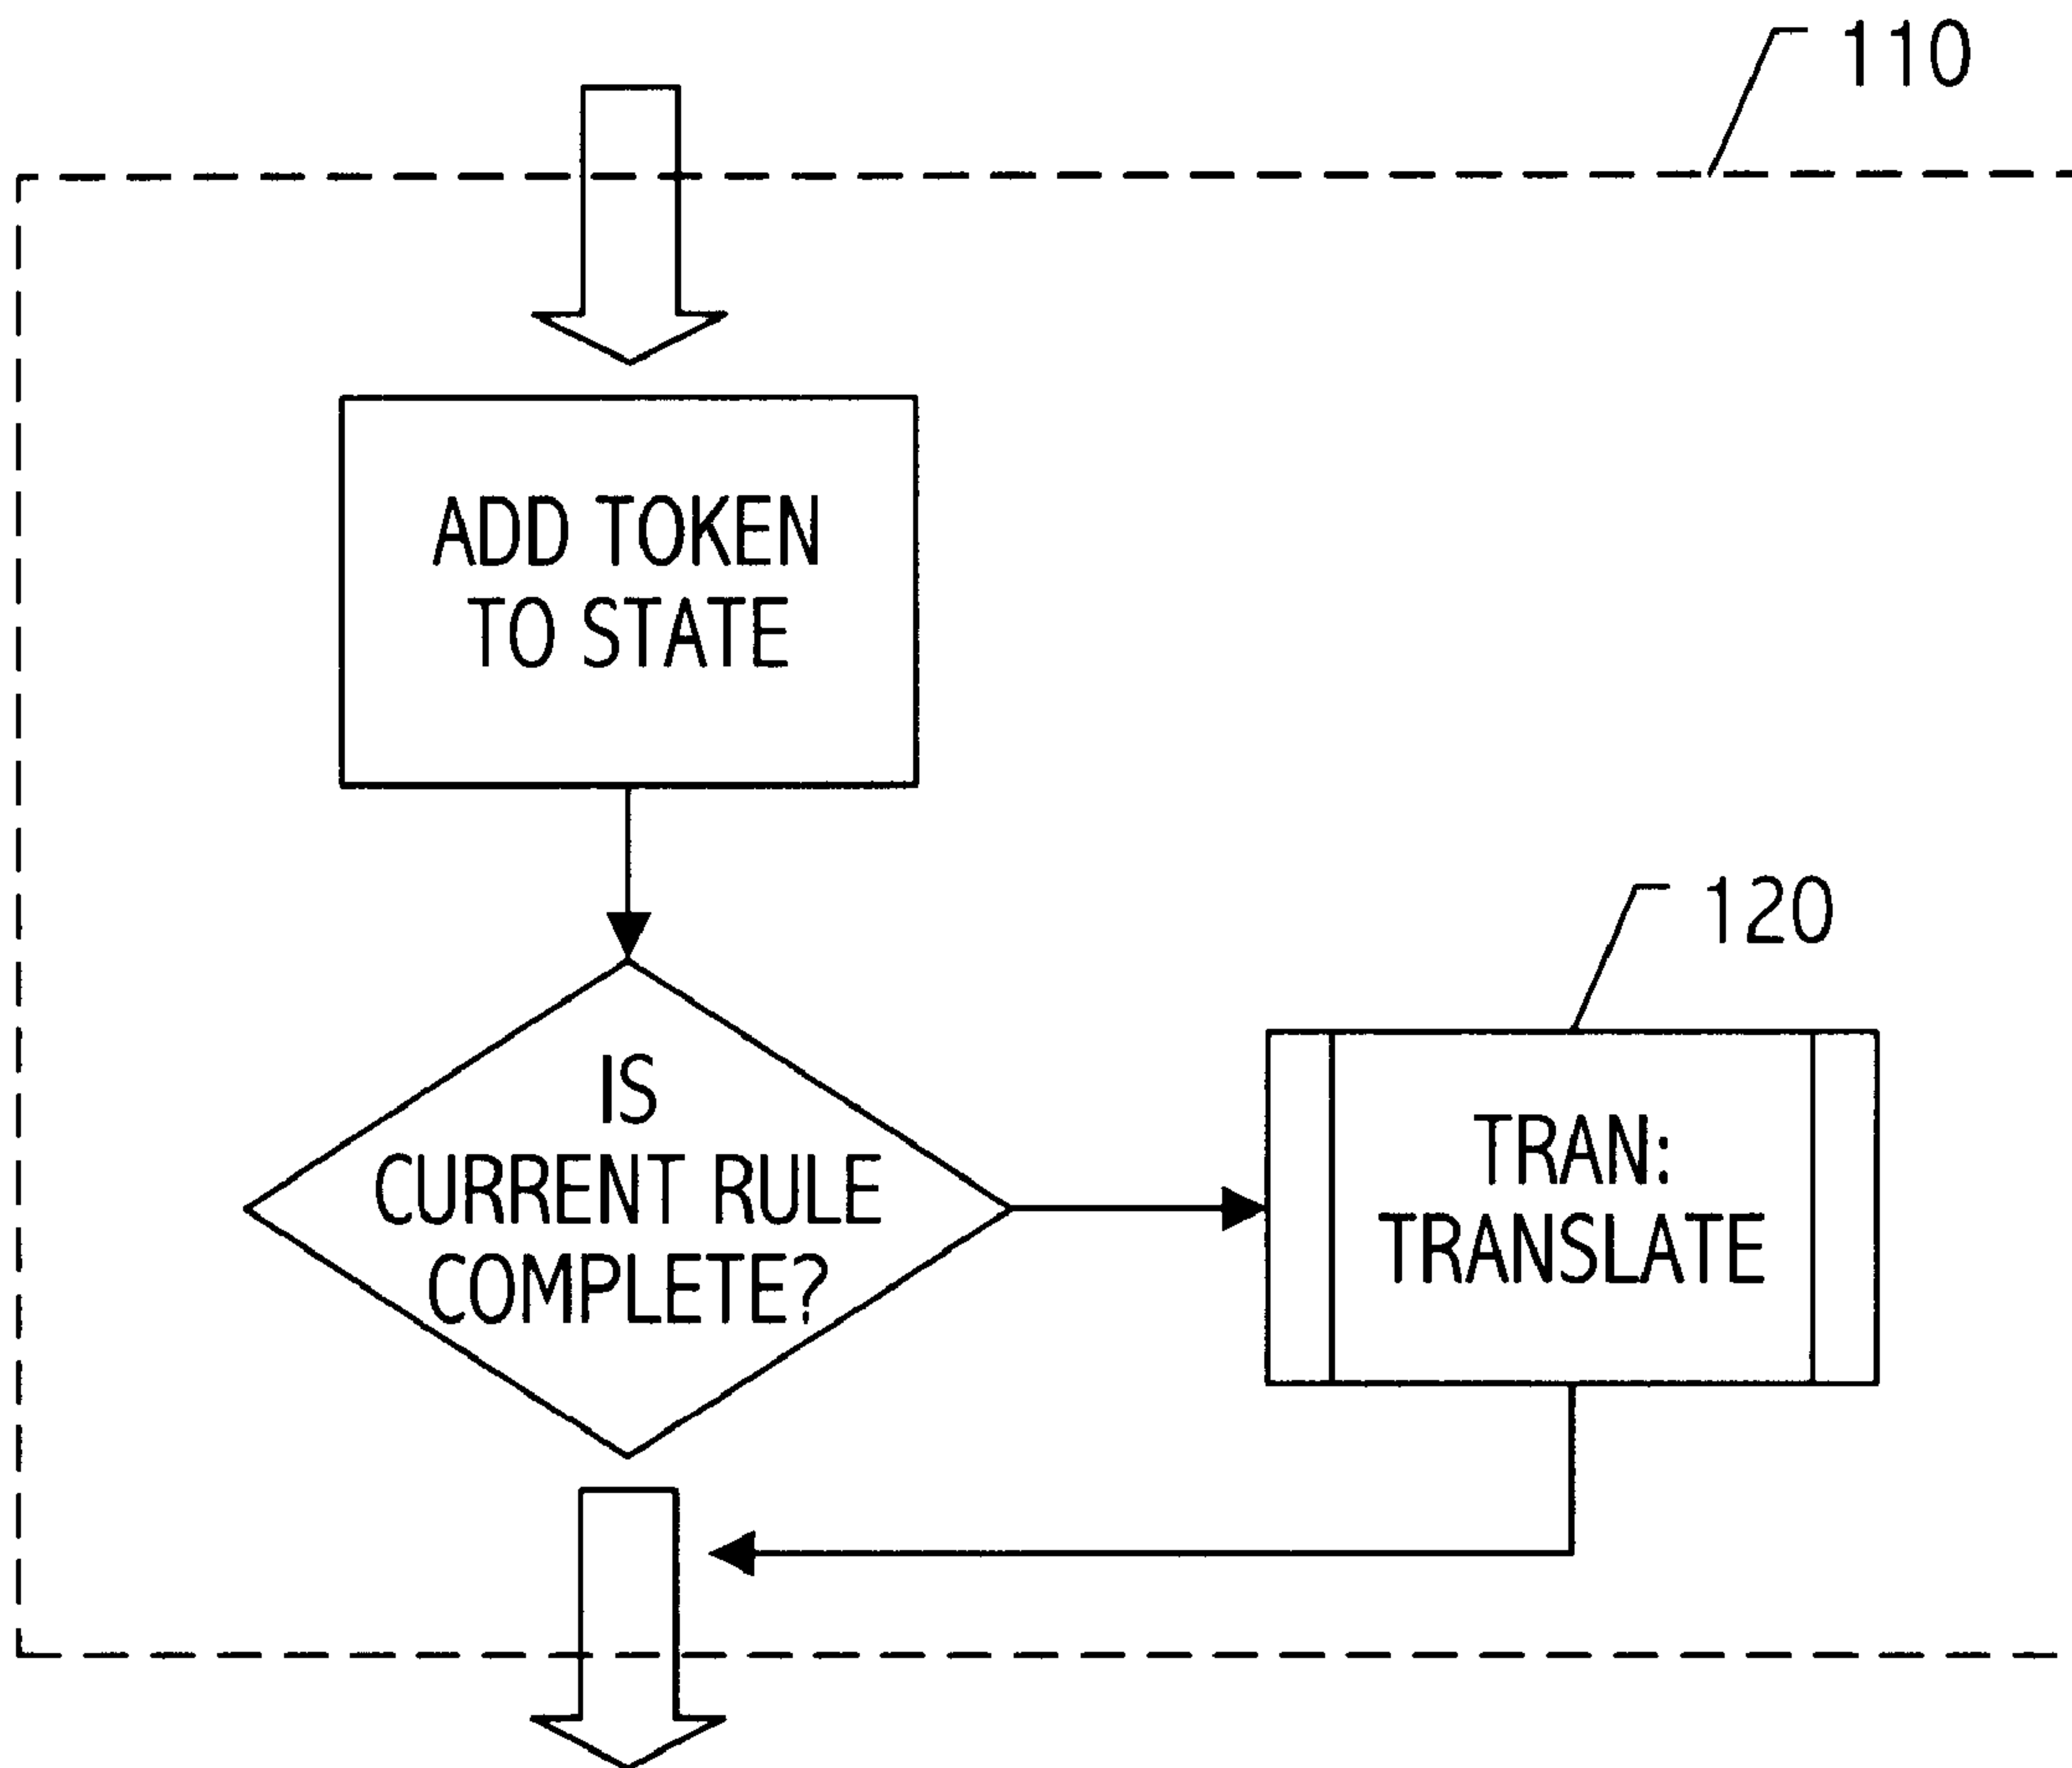 110
ADD TOKEN
TO STATE
120
IS
CURRENT RULE
COMPLETE?
TRAN:
TRANSLATE